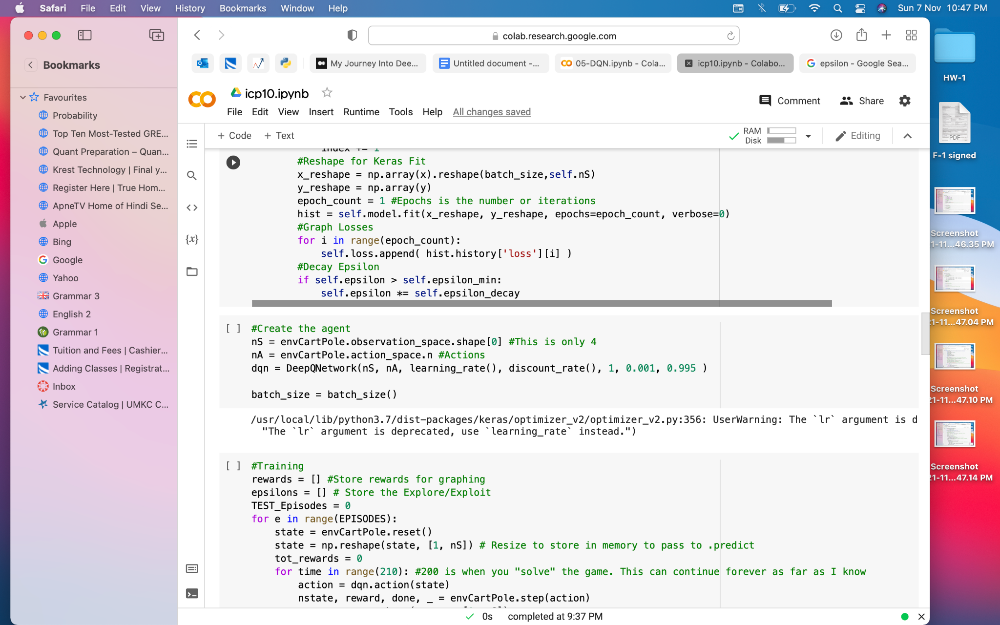 Safari File Edit View History Bookmarks Window Help Sun 7 Nov 10:47 PM
colab.research.google.com
My Journey Into Dee... Untitled document -... 05-DQN.ipynb - Cola... icp10.ipynb - Colabo... epsilon - Google Sea...
Bookmarks
Favourites
Probability
Top Ten Most-Tested GRE...
Quant Preparation – Quan...
Krest Technology | Final y...
Register Here | True Hom...
ApneTV Home of Hindi Se...
Apple
Bing
Google
Yahoo
Grammar 3
English 2
Grammar 1
Tuition and Fees | Cashier...
Adding Classes | Registrat...
Inbox
Service Catalog | UMKC C...
icp10.ipynb
Comment Share
File Edit View Insert Runtime Tools Help All changes saved
+ Code + Text
RAM
Disk
Editing
index += 1
#Reshape for Keras Fit
x_reshape = np.array(x).reshape(batch_size,self.nS)
y_reshape = np.array(y)
epoch_count = 1 #Epochs is the number or iterations
hist = self.model.fit(x_reshape, y_reshape, epochs=epoch_count, verbose=0)
#Graph Losses
for i in range(epoch_count):
self.loss.append( hist.history['loss'][i] )
#Decay Epsilon
if self.epsilon > self.epsilon_min:
self.epsilon *= self.epsilon_decay
[ ] #Create the agent
nS = envCartPole.observation_space.shape[0] #This is only 4
nA = envCartPole.action_space.n #Actions
dqn = DeepQNetwork(nS, nA, learning_rate(), discount_rate(), 1, 0.001, 0.995 )
batch_size = batch_size()
/usr/local/lib/python3.7/dist-packages/keras/optimizer_v2/optimizer_v2.py:356: UserWarning: The `lr` argument is d
"The `lr` argument is deprecated, use `learning_rate` instead.")
[ ] #Training
rewards = [] #Store rewards for graphing
epsilons = [] # Store the Explore/Exploit
TEST_Episodes = 0
for e in range(EPISODES):
state = envCartPole.reset()
state = np.reshape(state, [1, nS]) # Resize to store in memory to pass to .predict
tot_rewards = 0
for time in range(210): #200 is when you "solve" the game. This can continue forever as far as I know
action = dqn.action(state)
nstate, reward, done, _ = envCartPole.step(action)
0s completed at 9:37 PM
HW-1
PDF
F-1 signed
Screenshot
21-11...46.35 PM
Screenshot
21-11...47.04 PM
Screenshot
21-11...47.10 PM
Screenshot
21-11...47.14 PM